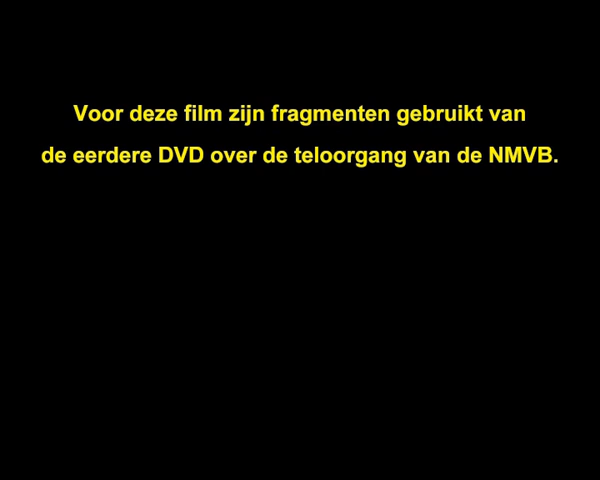 Voor deze film zijn fragmenten gebruikt van
de eerdere DVD over de teloorgang van de NMVB.